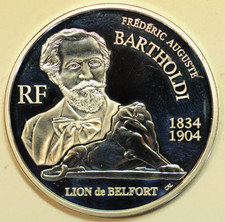 FRÉDÉRIC AUGUSTE
BARTHOLDI
RF
1834
1904
LION de BELFORT